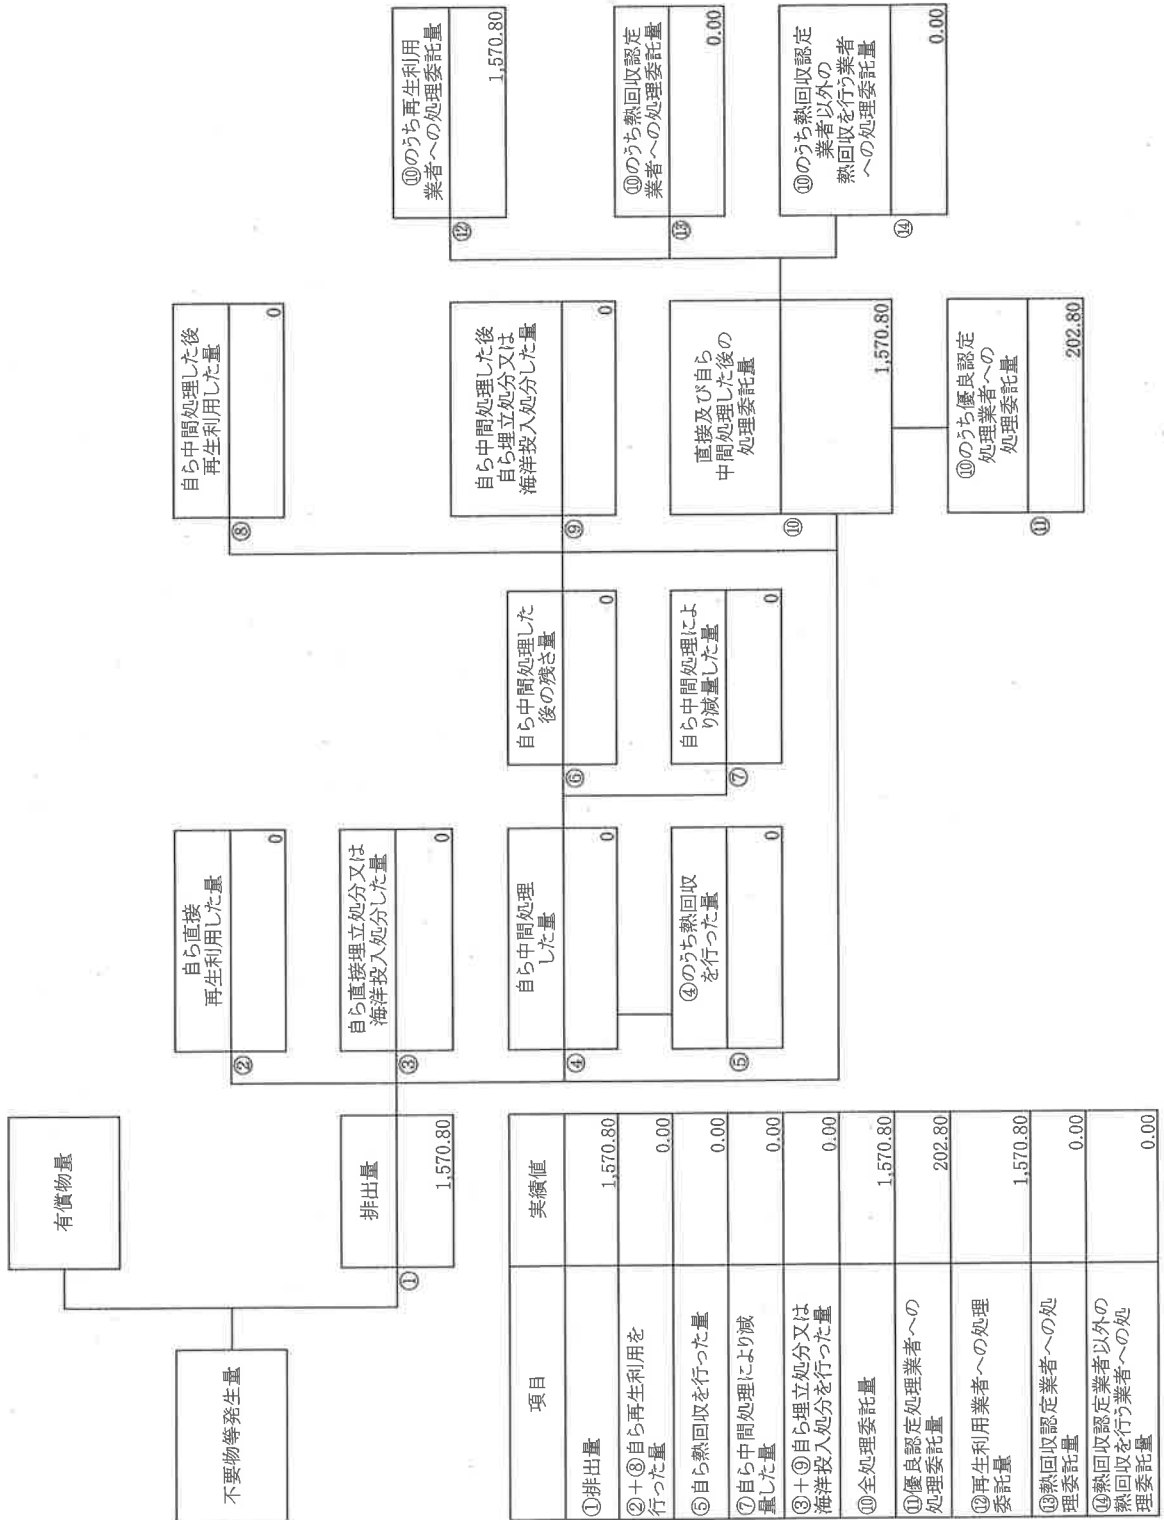 不要物等発生量
有償物量
排出量
①
1,570.80
自ら直接
再生利用した量
②
0
自ら直接埋立処分又は
海洋投入処分した量
③
0
自ら中間処理
した量
④
0
④のうち熱回収
を行った量
⑤
0
自ら中間処理した
後の残さ量
⑥
0
自ら中間処理によ
り減量した量
⑦
0
自ら中間処理した後
再生利用した量
⑧
0
自ら中間処理した後
自ら埋立処分又は
海洋投入処分した量
⑨
0
直接及び自ら
中間処理した後の
処理委託量
⑩
1,570.80
⑩のうち優良認定
処理業者への
処理委託量
⑪
202.80
⑩のうち再生利用
業者への処理委託量
⑫
1,570.80
⑩のうち熱回収認定
業者への処理委託量
⑬
0.00
⑩のうち熱回収認定
業者以外の
熱回収を行う業者
への処理委託量
⑭
0.00
項目
実績値
①排出量
1,570.80
②+⑧自ら再生利用を
行った量
0.00
⑤自ら熱回収を行った量
0.00
⑦自ら中間処理により減
量した量
0.00
③+⑨自ら埋立処分又は
海洋投入処分を行った量
0.00
⑩全処理委託量
1,570.80
⑪優良認定処理業者への
処理委託量
202.80
⑫再生利用業者への処理
委託量
1,570.80
⑬熱回収認定業者への処
理委託量
0.00
⑭熱回収認定業者以外の
熱回収を行う業者への処
理委託量
0.00